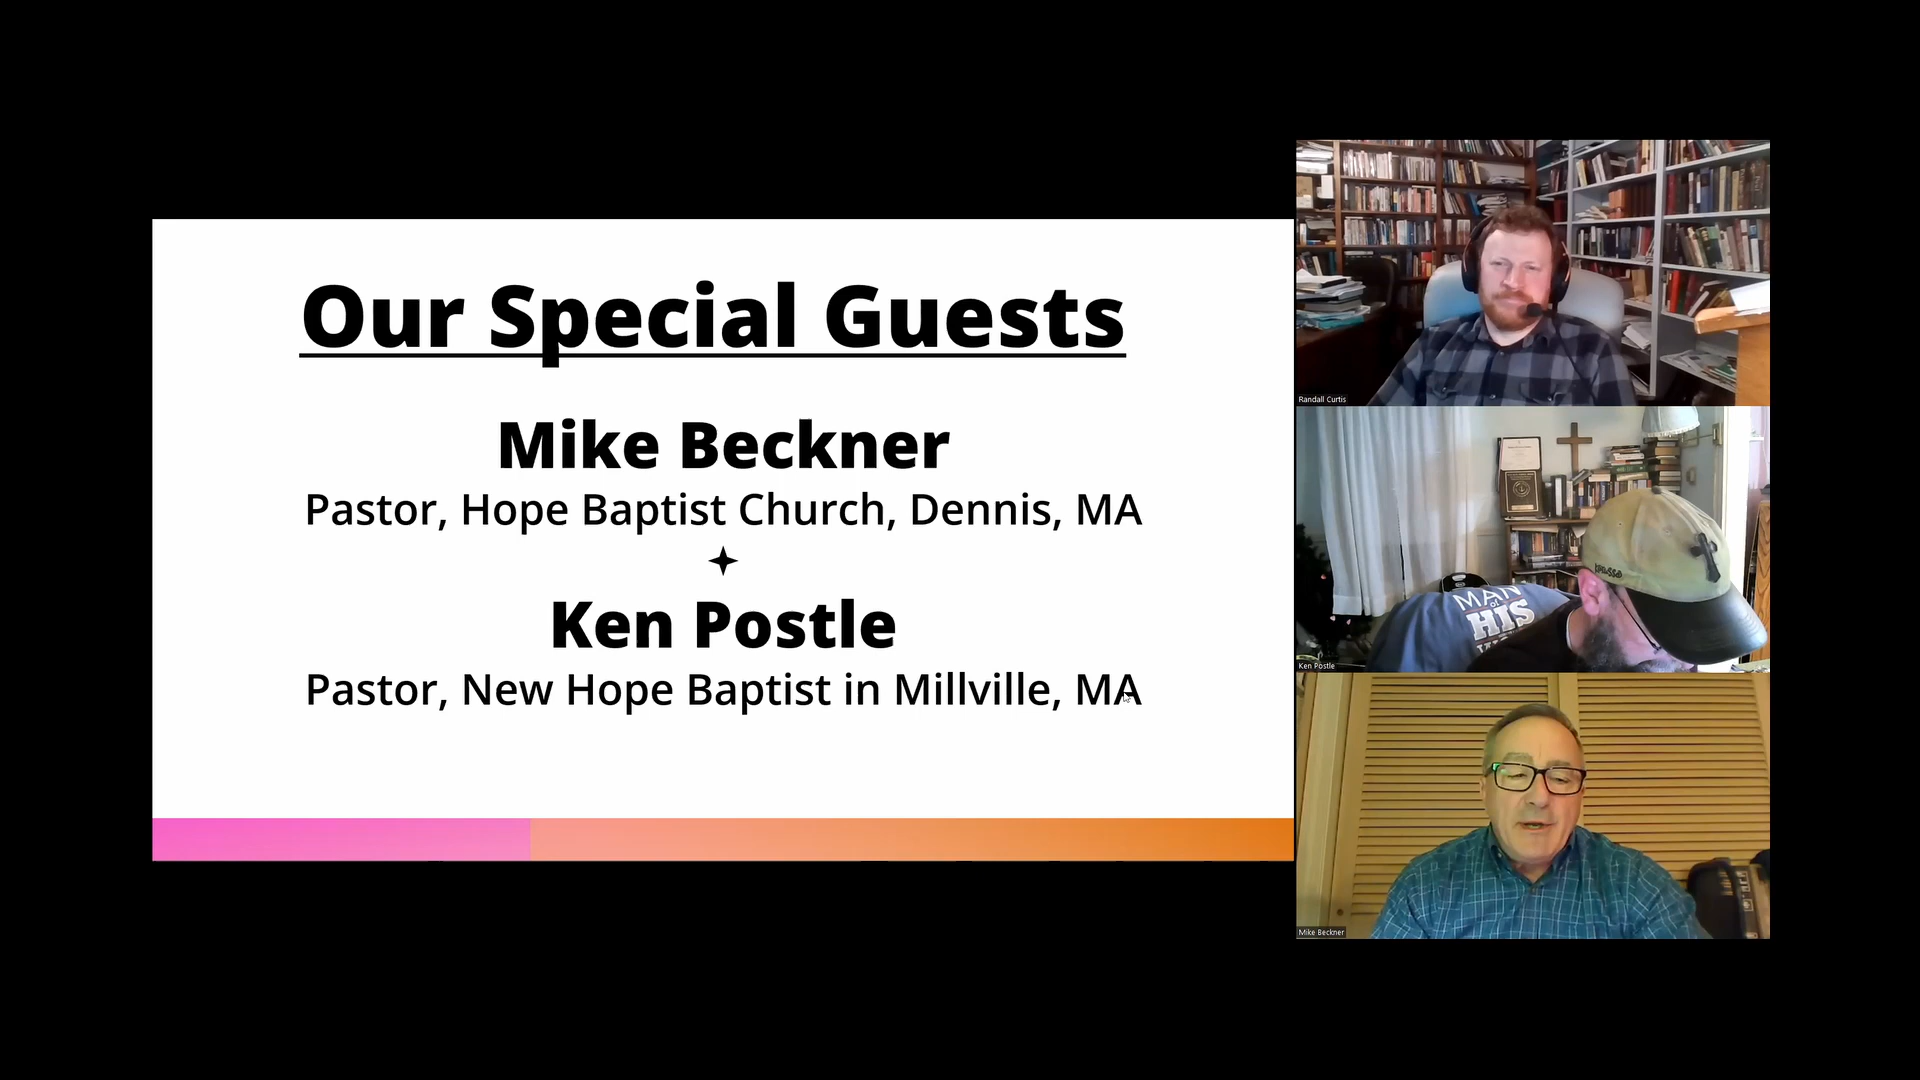 Our Special Guests
Mike Beckner
Pastor, Hope Baptist Church, Dennis, MA
Ken Postle
Pastor, New Hope Baptist in Millville, MA
Randall Curtis
MAN
of
HIS
Ken Postle
Mike Beckner